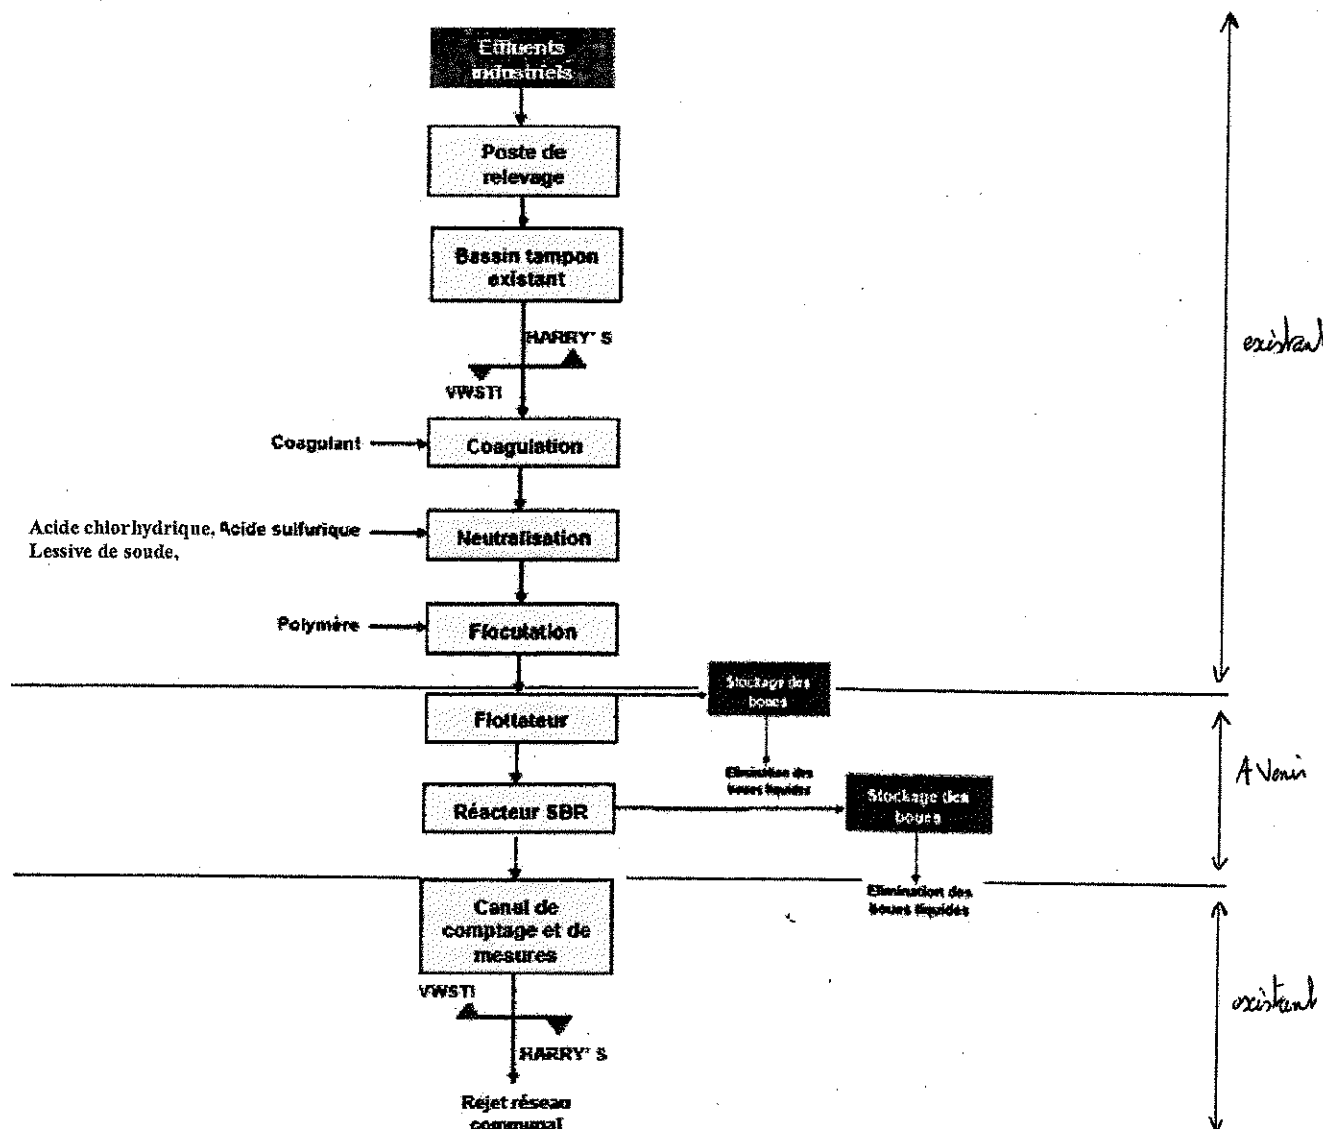 Effluents
industriels
Poste de
relevage
Bassin tampon
existant
HARRY' S
VWSTI
existant
Coagulant
Coagulation
Acide chlorhydrique, Acide sulfurique
Lessive de soude,
Neutralisation
Polymère
Floculation
Stockage des
boues
Flottateur
Elimination des
boues liquides
A Venir
Réacteur SBR
Stockage des
boues
Elimination des
boues liquides
Canal de
comptage et de
mesures
VWSTI
existant
HARRY' S
Rejet réseau
communal